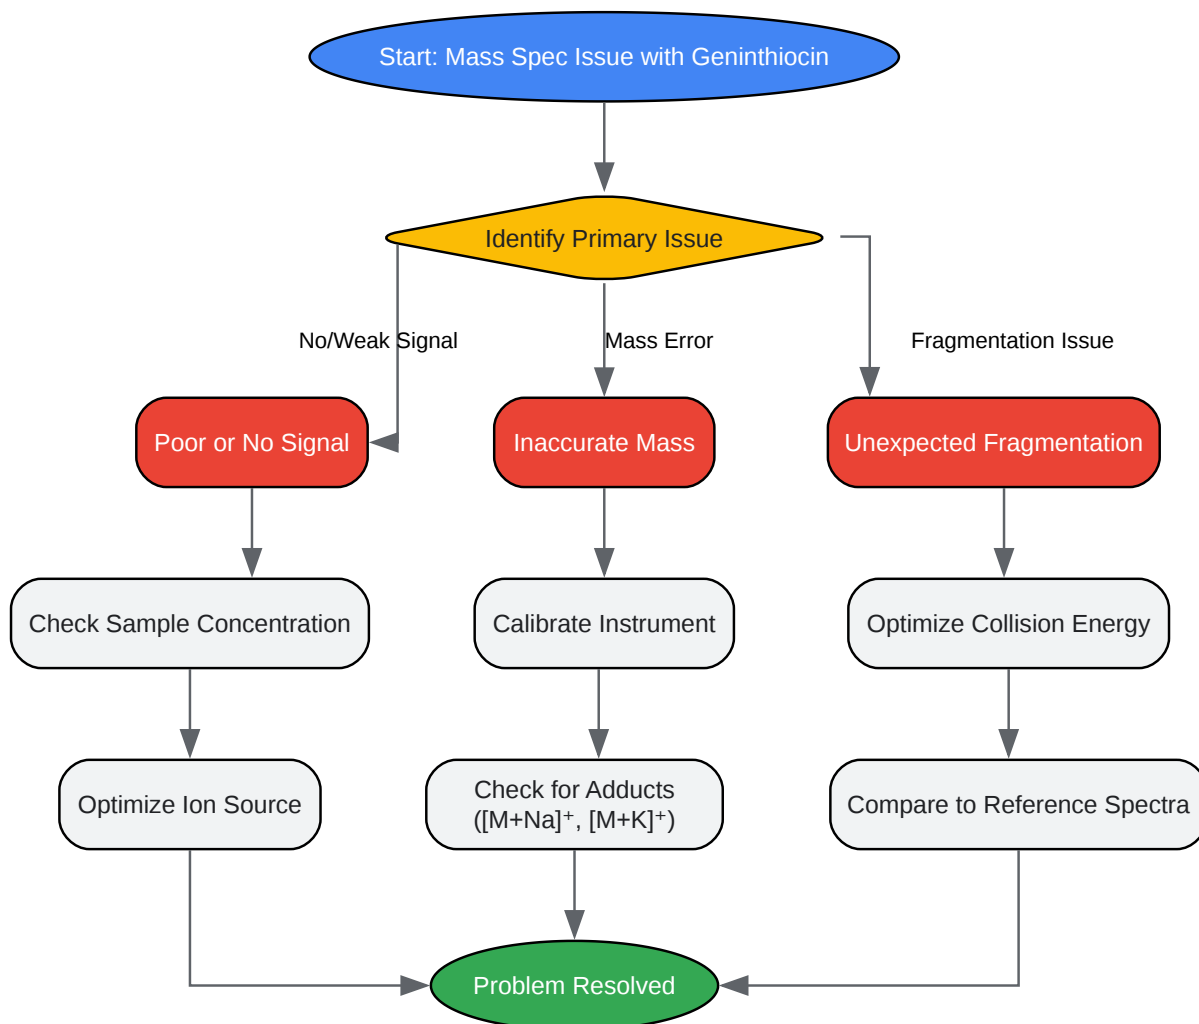 Start: Mass Spec Issue with Geninthiocin
Identify Primary Issue
No/Weak Signal
Mass Error
Fragmentation Issue
Poor or No Signal
Inaccurate Mass
Unexpected Fragmentation
Check Sample Concentration
Calibrate Instrument
Optimize Collision Energy
Optimize Ion Source
Check for Adducts
([M+Na]⁺, [M+K]⁺)
Compare to Reference Spectra
Problem Resolved